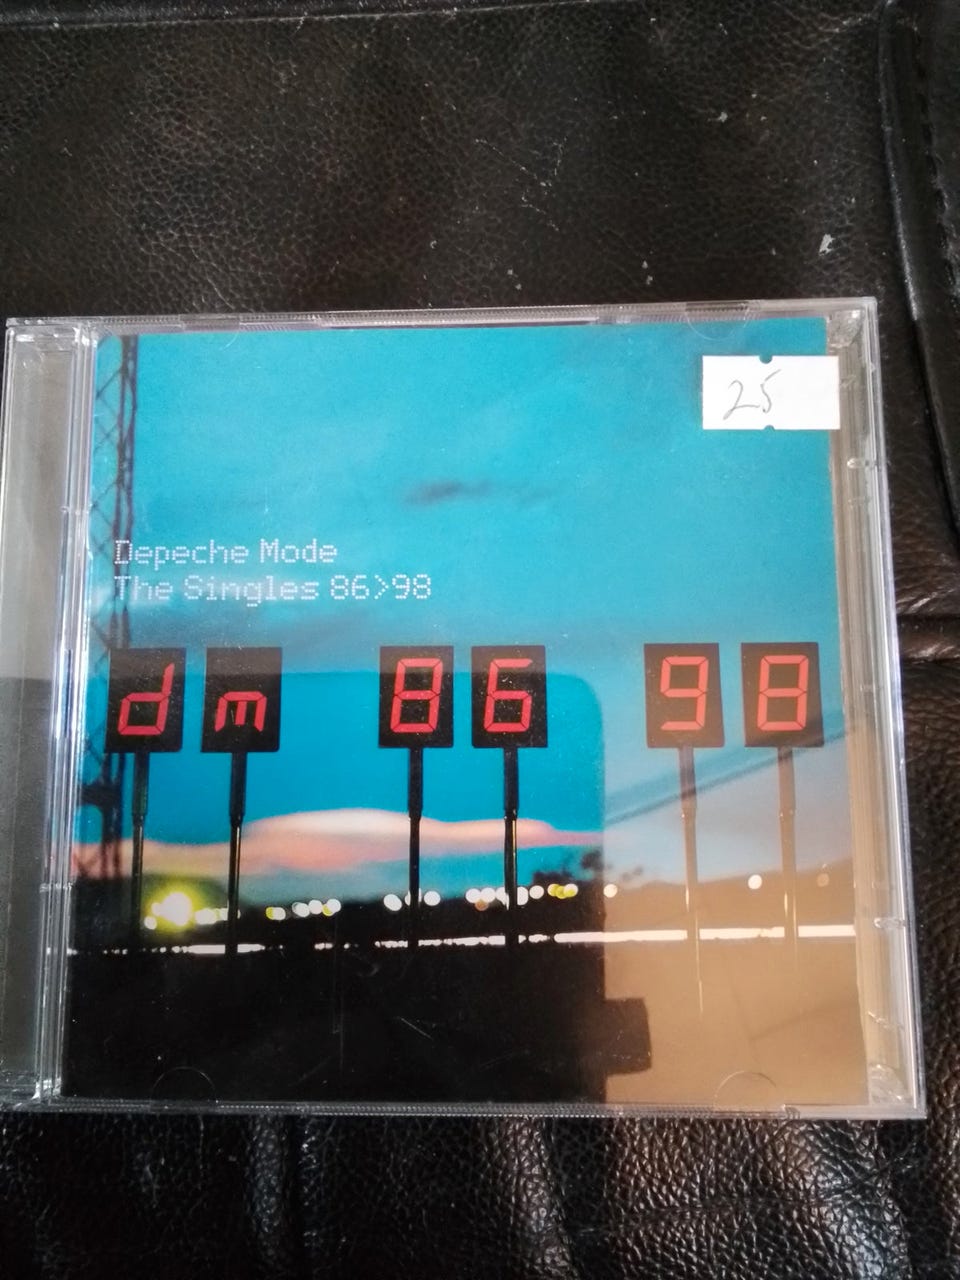 25
Depeche Mode
The Singles 86>98
dm 86 98